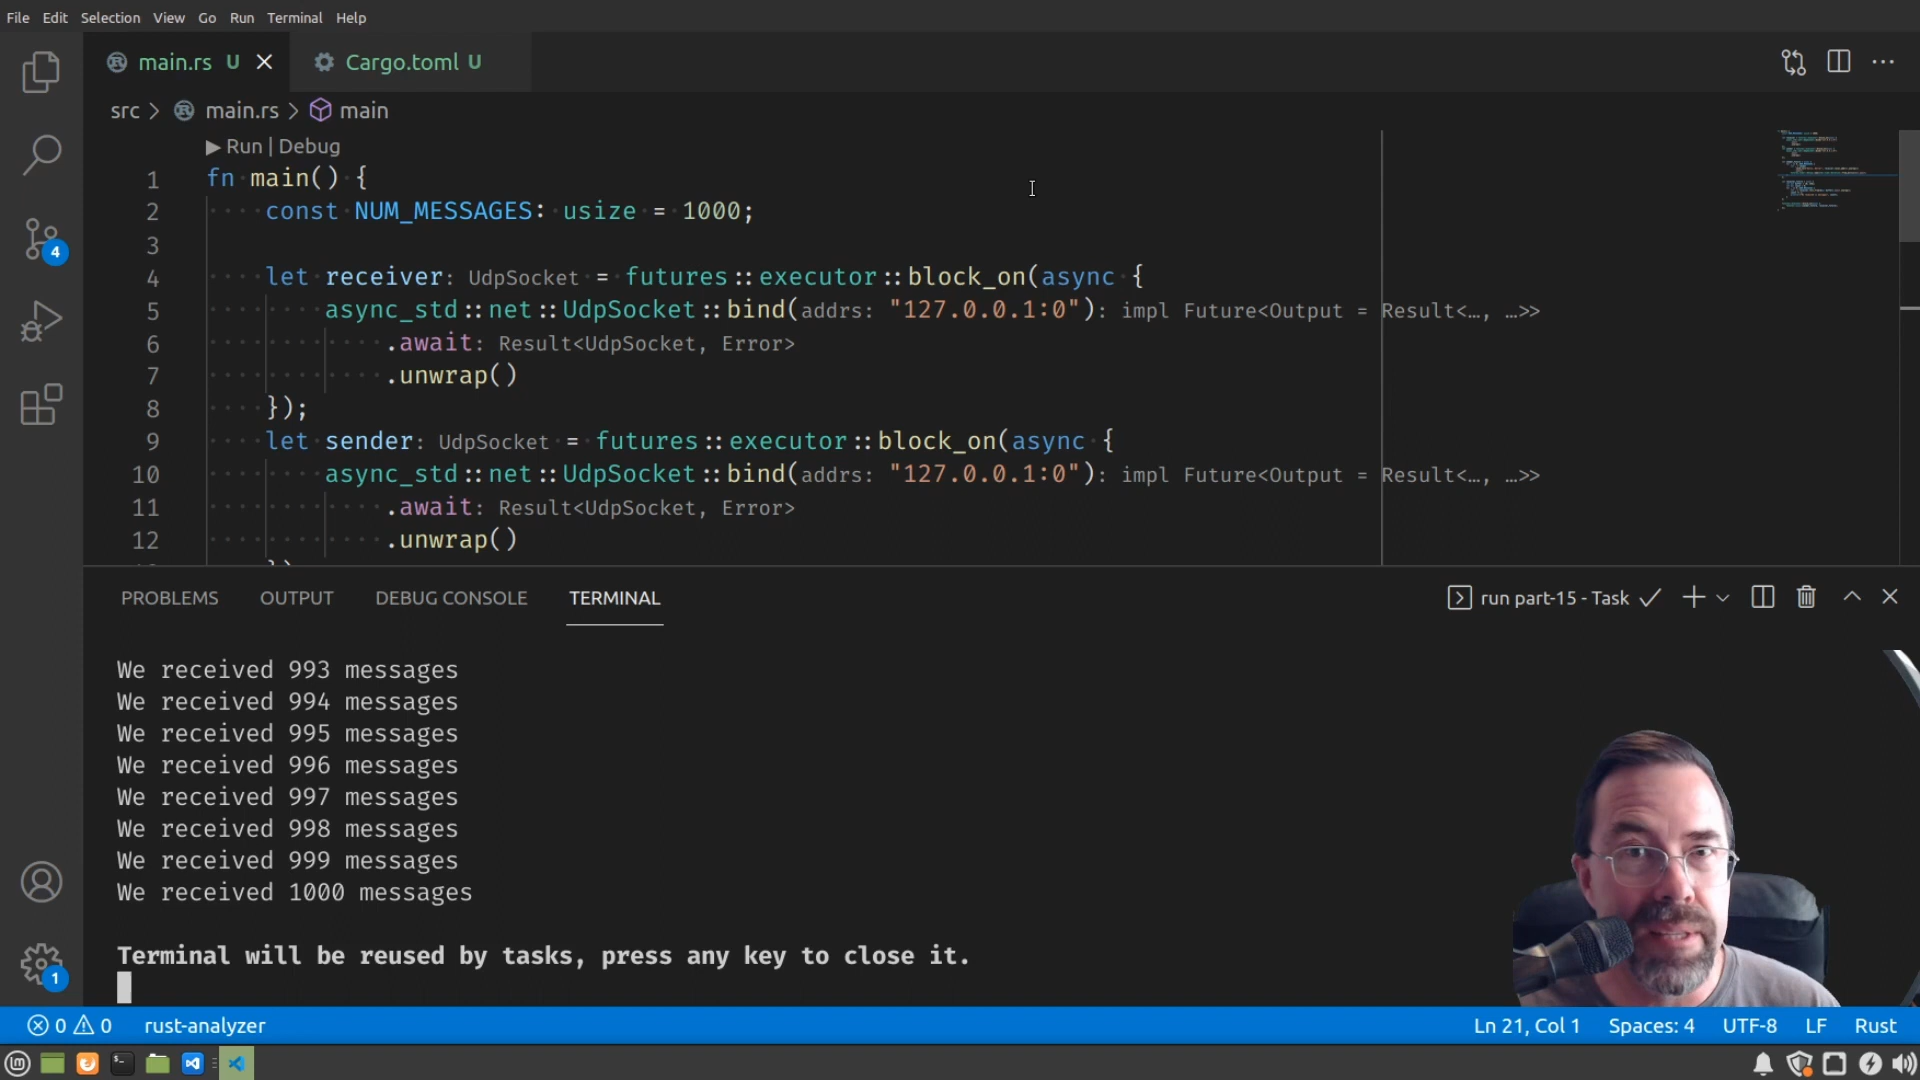 File Edit Selection View Go Run Terminal Help
main.rs U Cargo.toml U
src > main.rs > main
Run | Debug
1 fn main() {
2 const NUM_MESSAGES: usize = 1000;
3
4 let receiver: UdpSocket = futures::executor::block_on(async {
5 async_std::net::UdpSocket::bind(addrs: "127.0.0.1:0"): impl Future<Output = Result<…, …>>
6 .await: Result<UdpSocket, Error>
7 .unwrap()
8 });
9 let sender: UdpSocket = futures::executor::block_on(async {
10 async_std::net::UdpSocket::bind(addrs: "127.0.0.1:0"): impl Future<Output = Result<…, …>>
11 .await: Result<UdpSocket, Error>
12 .unwrap()
4
PROBLEMS OUTPUT DEBUG CONSOLE TERMINAL run part-15 - Task
We received 993 messages
We received 994 messages
We received 995 messages
We received 996 messages
We received 997 messages
We received 998 messages
We received 999 messages
We received 1000 messages
Terminal will be reused by tasks, press any key to close it.
1
0 0 rust-analyzer Ln 21, Col 1 Spaces: 4 UTF-8 LF Rust